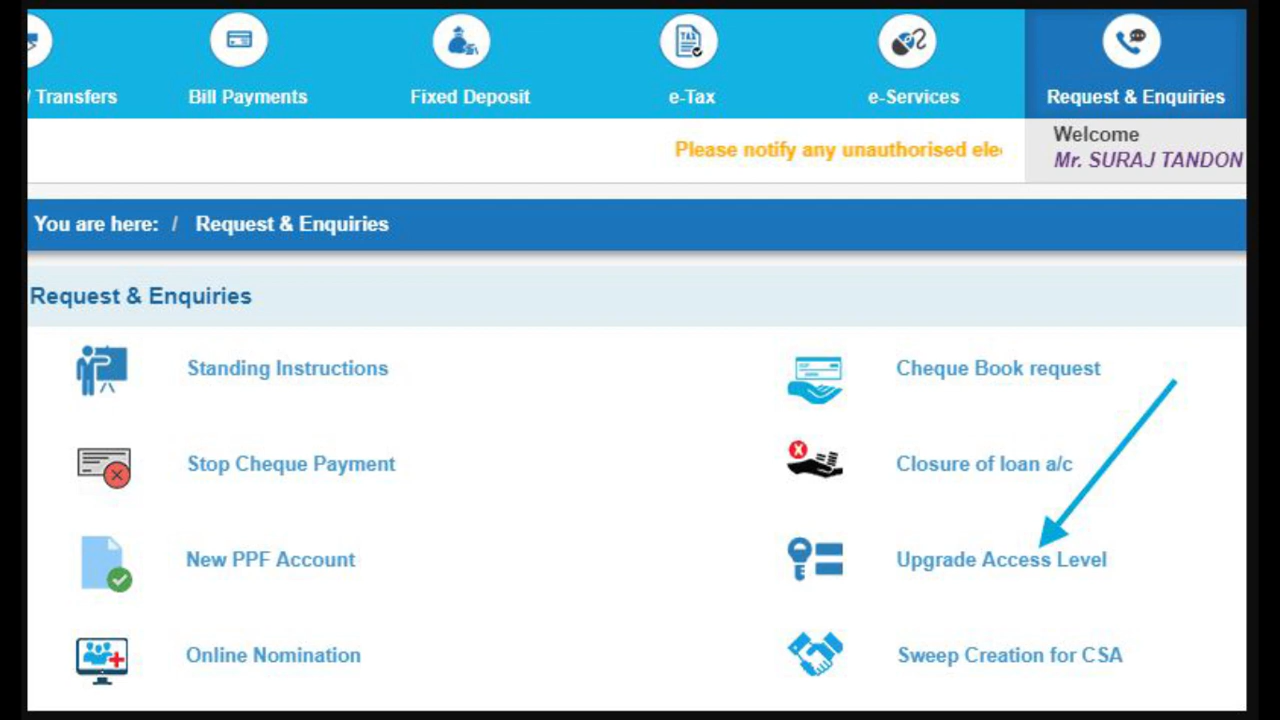 / Transfers
Bill Payments
Fixed Deposit
TAX
e-Tax
e-Services
Request & Enquiries
Please notify any unauthorised
Welcome
Mr. SURAJ TANDON
You are here: / Request & Enquiries
Request & Enquiries
Standing Instructions
Cheque Book request
Stop Cheque Payment
Closure of loan a/c
New PPF Account
Upgrade Access Level
Online Nomination
Sweep Creation for CSA